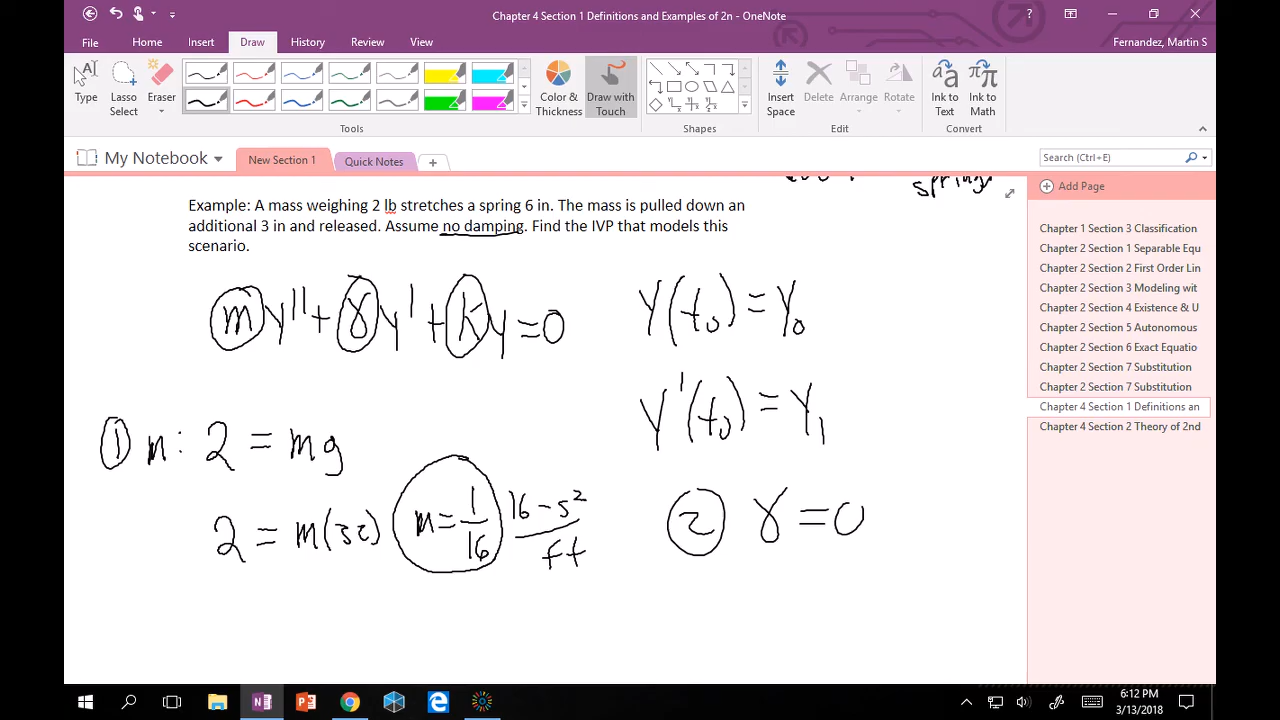 Chapter 4 Section 1 Definitions and Examples of 2n - OneNote
?
File Home Insert Draw History Review View
Fernandez, Martin S
Type
Lasso Select
Eraser
Color & Thickness
Draw with Touch
Insert Space
Delete
Arrange
Rotate
Ink to Text
Ink to Math
Tools
Shapes
Edit
Convert
My Notebook
New Section 1
Quick Notes
+
Search (Ctrl+E)
Add Page
springs
Example: A mass weighing 2 lb stretches a spring 6 in. The mass is pulled down an
additional 3 in and released. Assume no damping. Find the IVP that models this
scenario.
my'' + γy' + ky = 0
y(t₀) = y₀
y'(t₀) = y₁
① m: 2 = mg
2 = m(32) m = 1/16 lb-s²/ft
② γ = 0
Chapter 1 Section 3 Classification
Chapter 2 Section 1 Separable Equ
Chapter 2 Section 2 First Order Lin
Chapter 2 Section 3 Modeling wit
Chapter 2 Section 4 Existence & U
Chapter 2 Section 5 Autonomous
Chapter 2 Section 6 Exact Equatio
Chapter 2 Section 7 Substitution
Chapter 2 Section 7 Substitution
Chapter 4 Section 1 Definitions an
Chapter 4 Section 2 Theory of 2nd
6:12 PM
3/13/2018